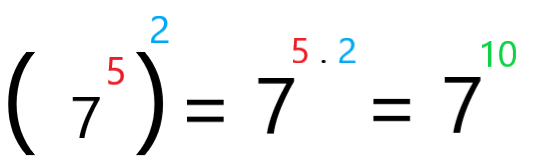 (7⁵)² = 7⁵·² = 7¹⁰